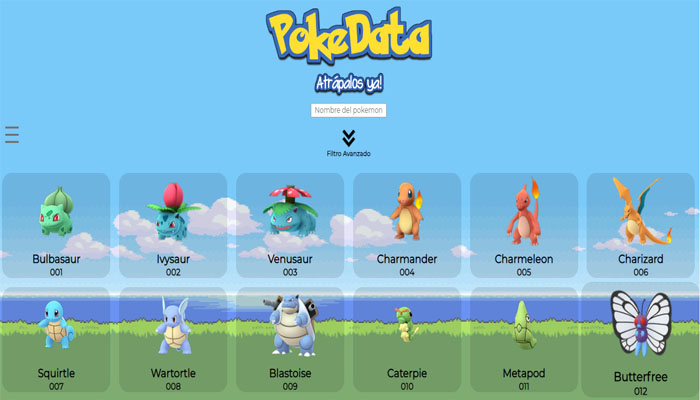 PokeData
Atrápalos ya!
Nombre del pokemon
Filtro Avanzado
Bulbasaur
001
Ivysaur
002
Venusaur
003
Charmander
004
Charmeleon
005
Charizard
006
Squirtle
007
Wartortle
008
Blastoise
009
Caterpie
010
Metapod
011
Butterfree
012